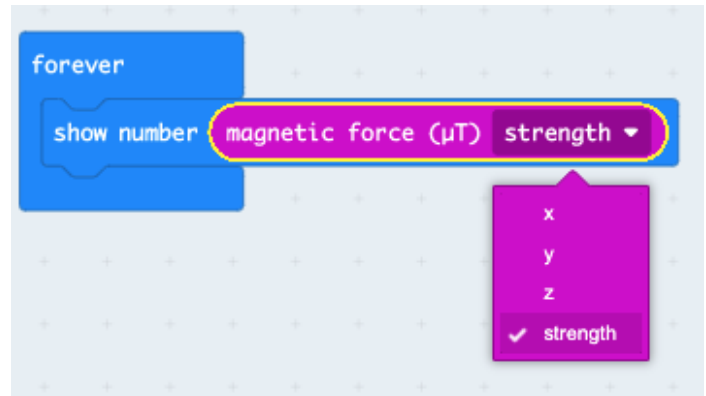 forever
show number magnetic force (µT) strength
x
y
z
strength